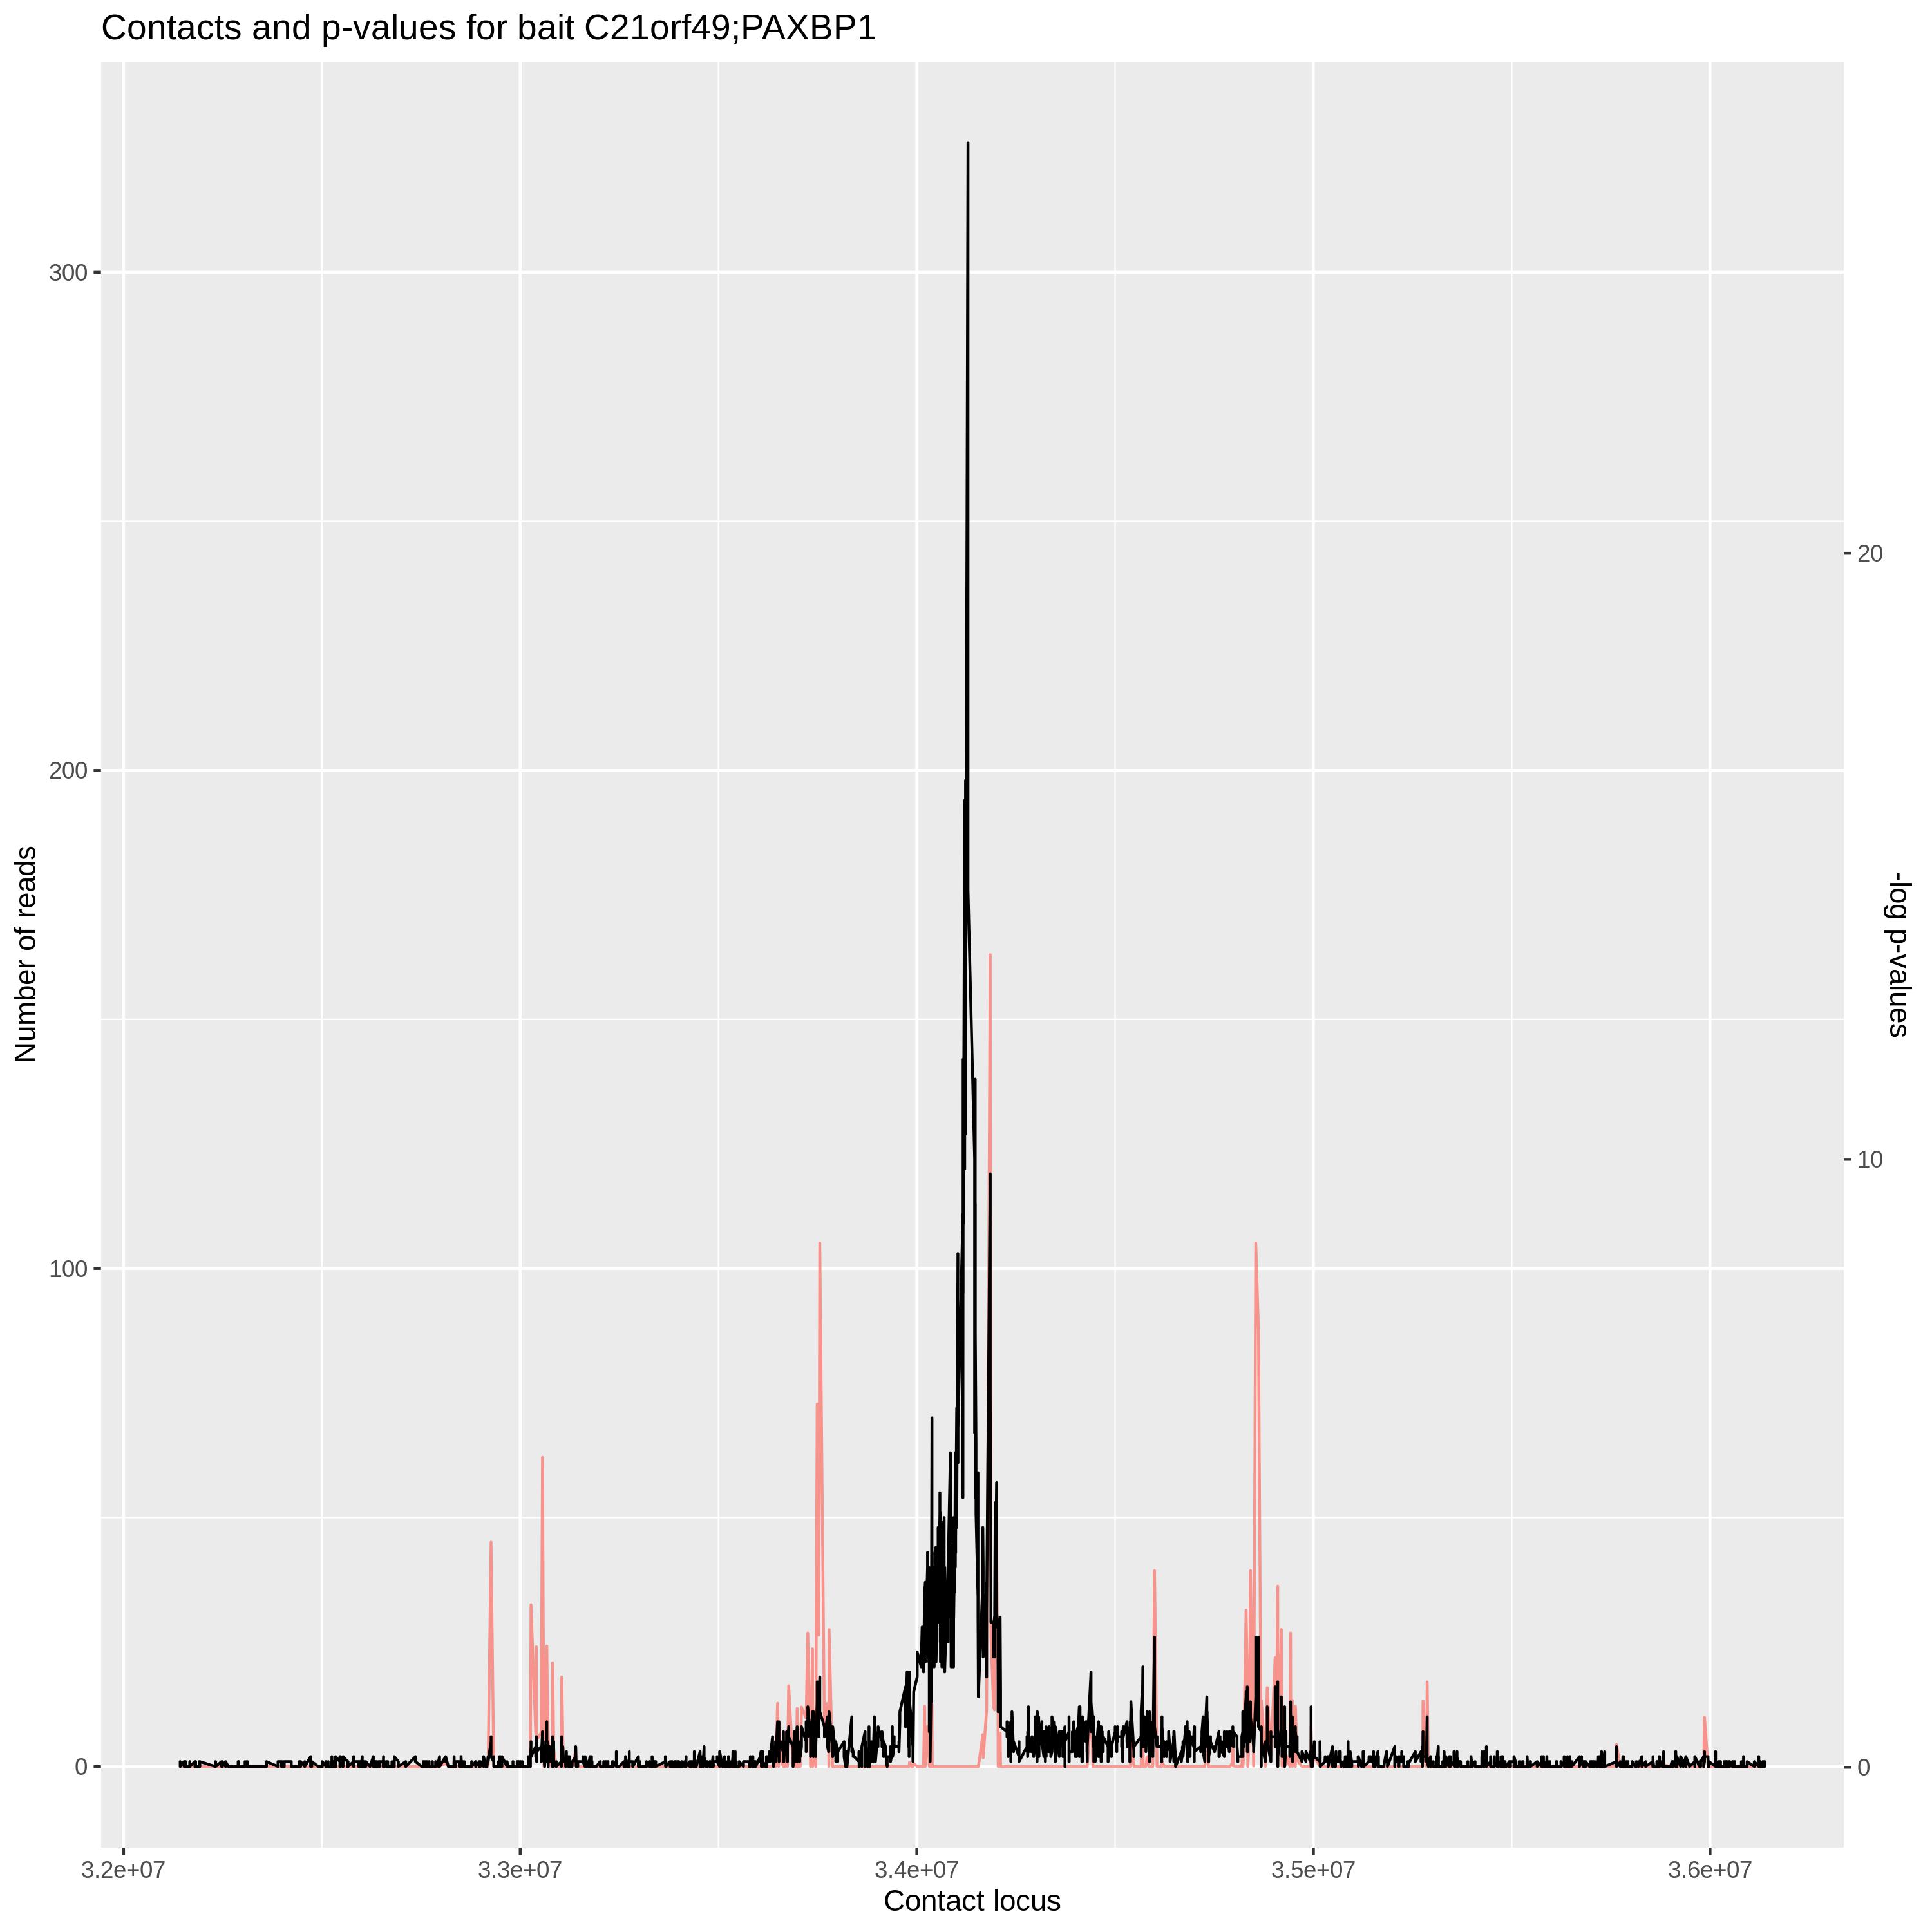 Contacts and p-values for bait C21orf49;PAXBP1
300
200
100
0
Number of reads
20
10
0
-log p-values
3.2e+07
3.3e+07
3.4e+07
3.5e+07
3.6e+07
Contact locus